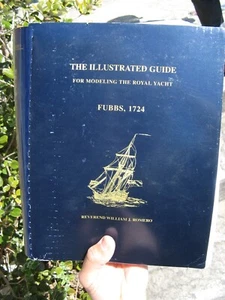 THE ILLUSTRATED GUIDE
FOR MODELING THE ROYAL YACHT
FUBBS, 1724
REVEREND WILLIAM J. ROMERO